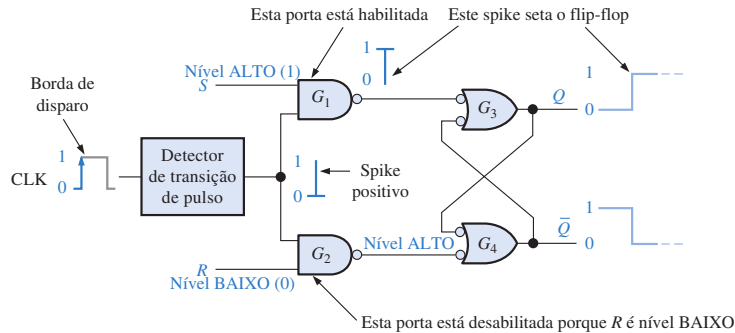 Esta porta está habilitada
Este spike seta o flip-flop
Nível ALTO (1)
S
1
0
G1
G3
Q
1
0
Borda de
disparo
CLK
1
0
Detector
de transição
de pulso
1
0
Spike
positivo
G2
Nível ALTO
G4
Q̅
1
0
R
Nível BAIXO (0)
Esta porta está desabilitada porque R é nível BAIXO